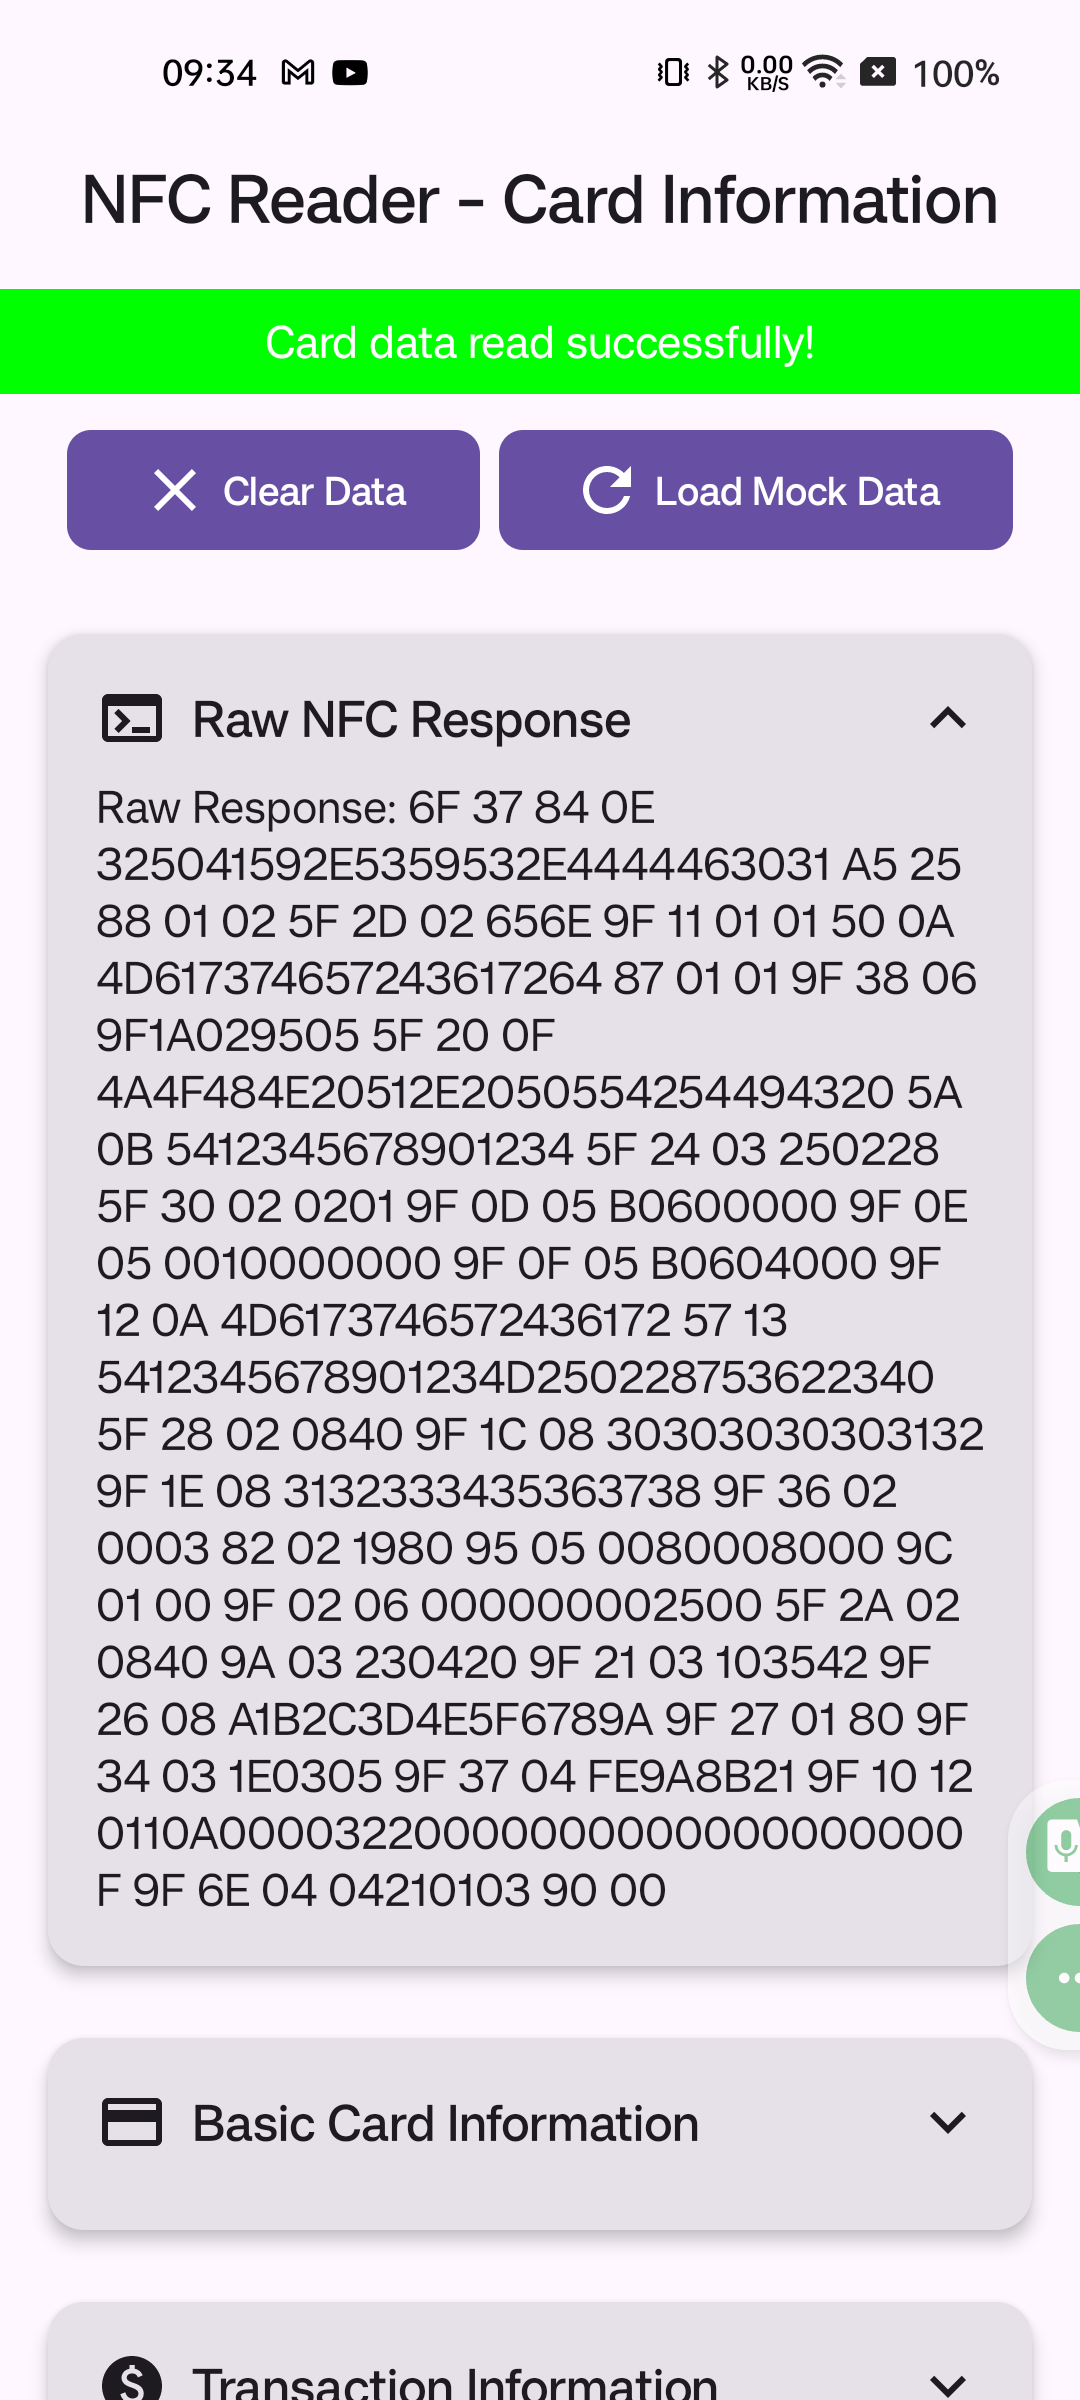 09:34
0.00
KB/S
100%
NFC Reader - Card Information
Card data read successfully!
Clear Data
Load Mock Data
Raw NFC Response
Raw Response: 6F 37 84 0E
325041592E5359532E4444463031 A5 25
88 01 02 5F 2D 02 656E 9F 11 01 01 50 0A
4D617374657243617264 87 01 01 9F 38 06
9F1A029505 5F 20 0F
4A4F484E20512E205055542544943​20 5A
0B 5412345678901234 5F 24 03 250228
5F 30 02 0201 9F 0D 05 B0600000 9F 0E
05 0010000000 9F 0F 05 B0604000 9F
12 0A 4D6173746572436172 57 13
5412345678901234D250228753622340
5F 28 02 0840 9F 1C 08 30303030303132
9F 1E 08 3132333435363738 9F 36 02
0003 82 02 1980 95 05 0080008000 9C
01 00 9F 02 06 000000002500 5F 2A 02
0840 9A 03 230420 9F 21 03 103542 9F
26 08 A1B2C3D4E5F6789A 9F 27 01 80 9F
34 03 1E0305 9F 37 04 FE9A8B21 9F 10 12
0110A00003220000000000000000000
F 9F 6E 04 04210103 90 00
Basic Card Information
Transaction Information